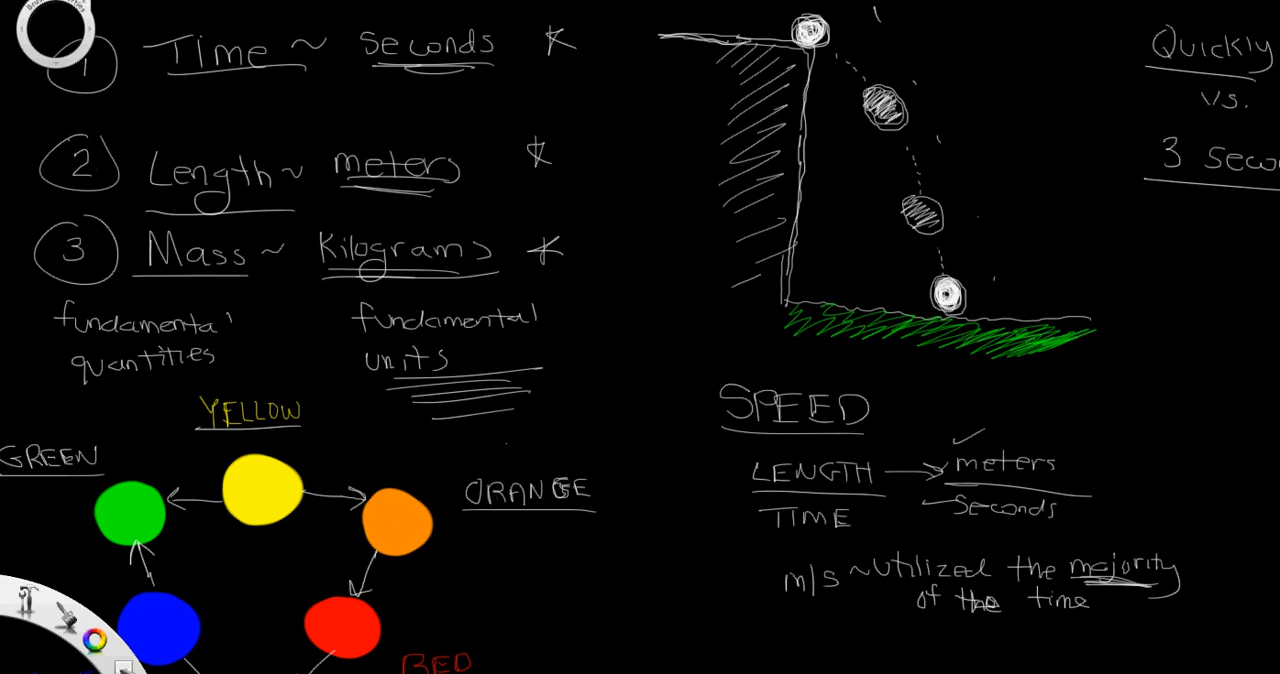 1 Time ~ seconds
2 Length ~ meters
3 Mass ~ Kilograms
fundamental
quantities
fundamental
units
YELLOW
GREEN
ORANGE
RED
Quickly
vs.
3 Seco
SPEED
LENGTH → meters
TIME seconds
m/s ~ utilized the majority
of the time